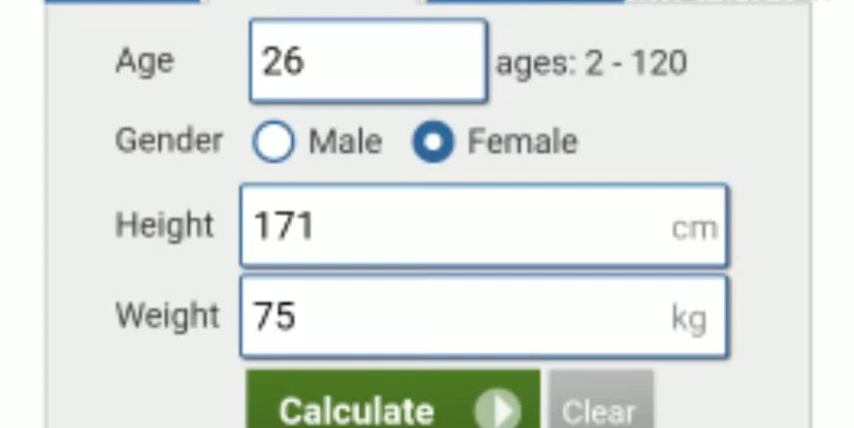 Age 26 ages: 2 - 120
Gender Male Female
Height 171 cm
Weight 75 kg
Calculate Clear